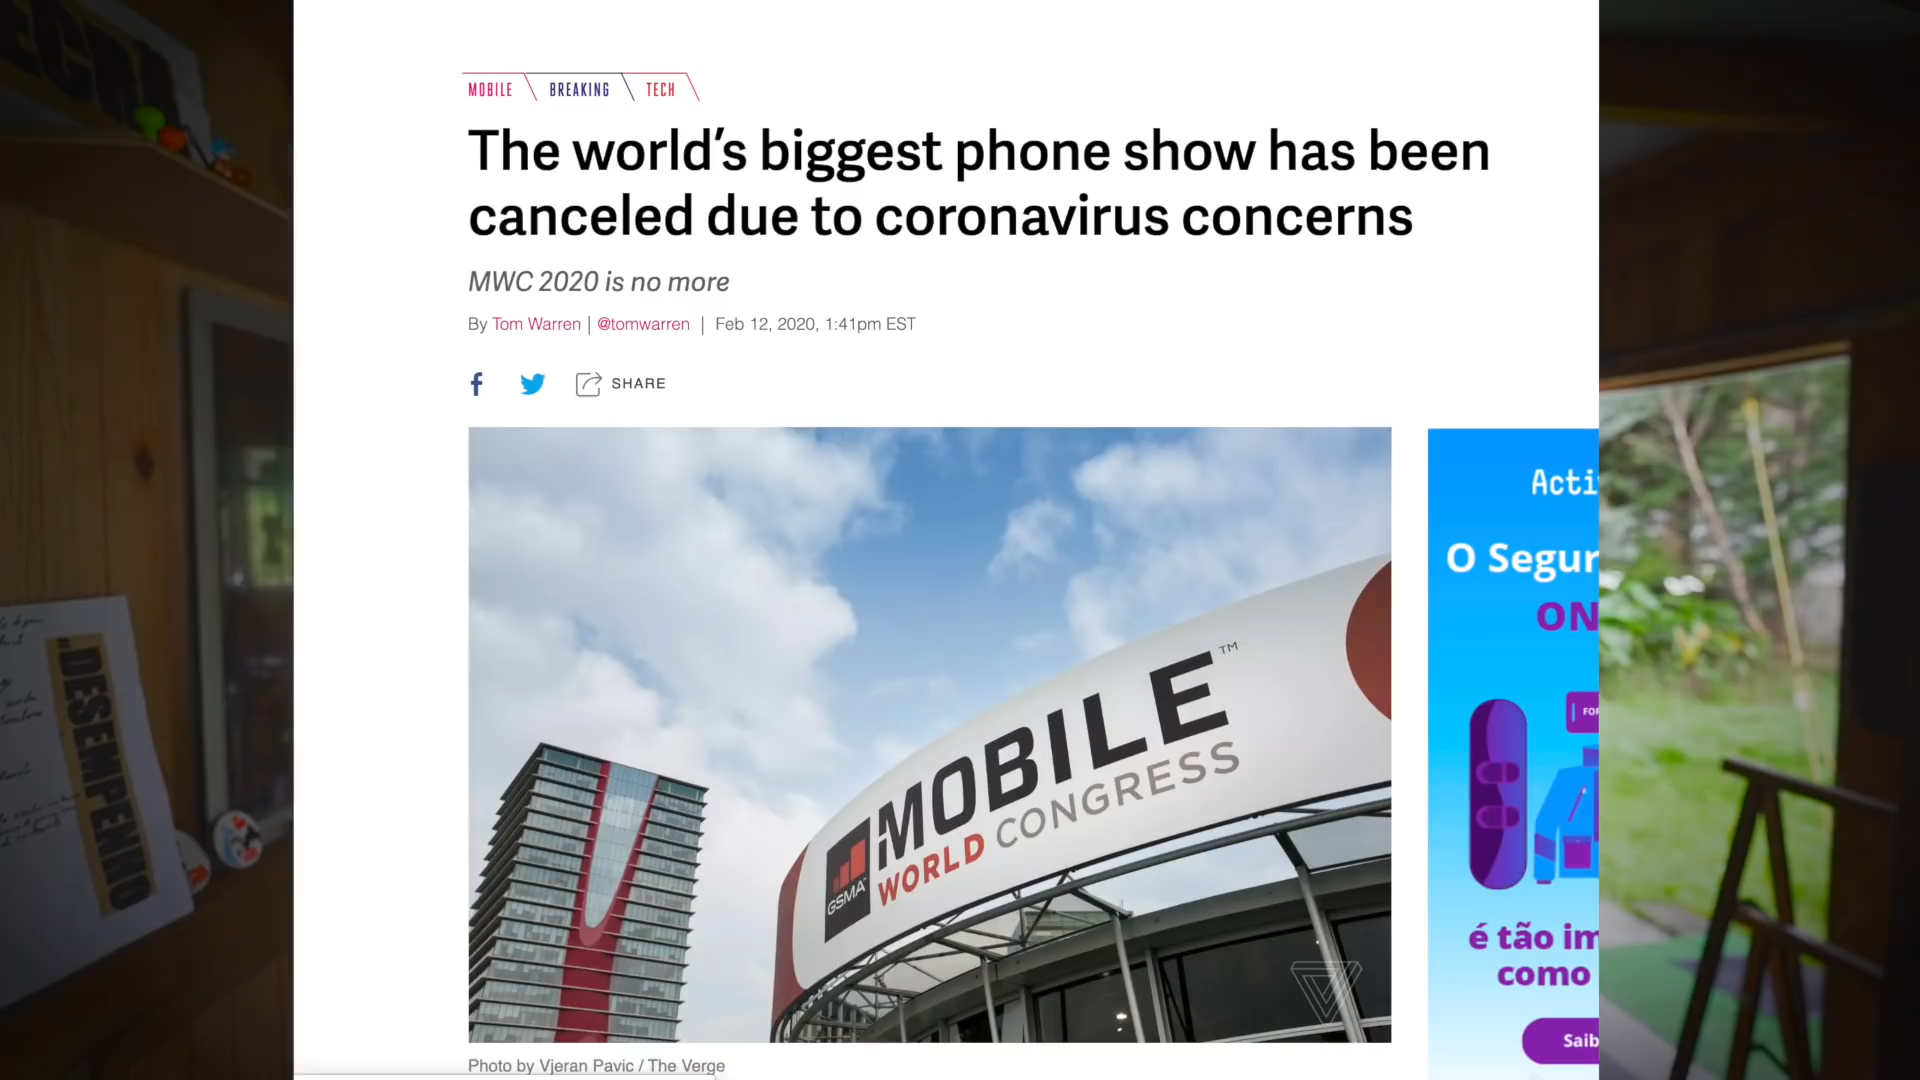 MOBILE BREAKING TECH
The world's biggest phone show has been
canceled due to coronavirus concerns
MWC 2020 is no more
By Tom Warren | @tomwarren | Feb 12, 2020, 1:41pm EST
SHARE
MOBILE™
WORLD CONGRESS
GSMA
Acti
O Segur
ON
FOR
é tão im
como
Saib
Photo by Vjeran Pavic / The Verge
"DESEMPENHO